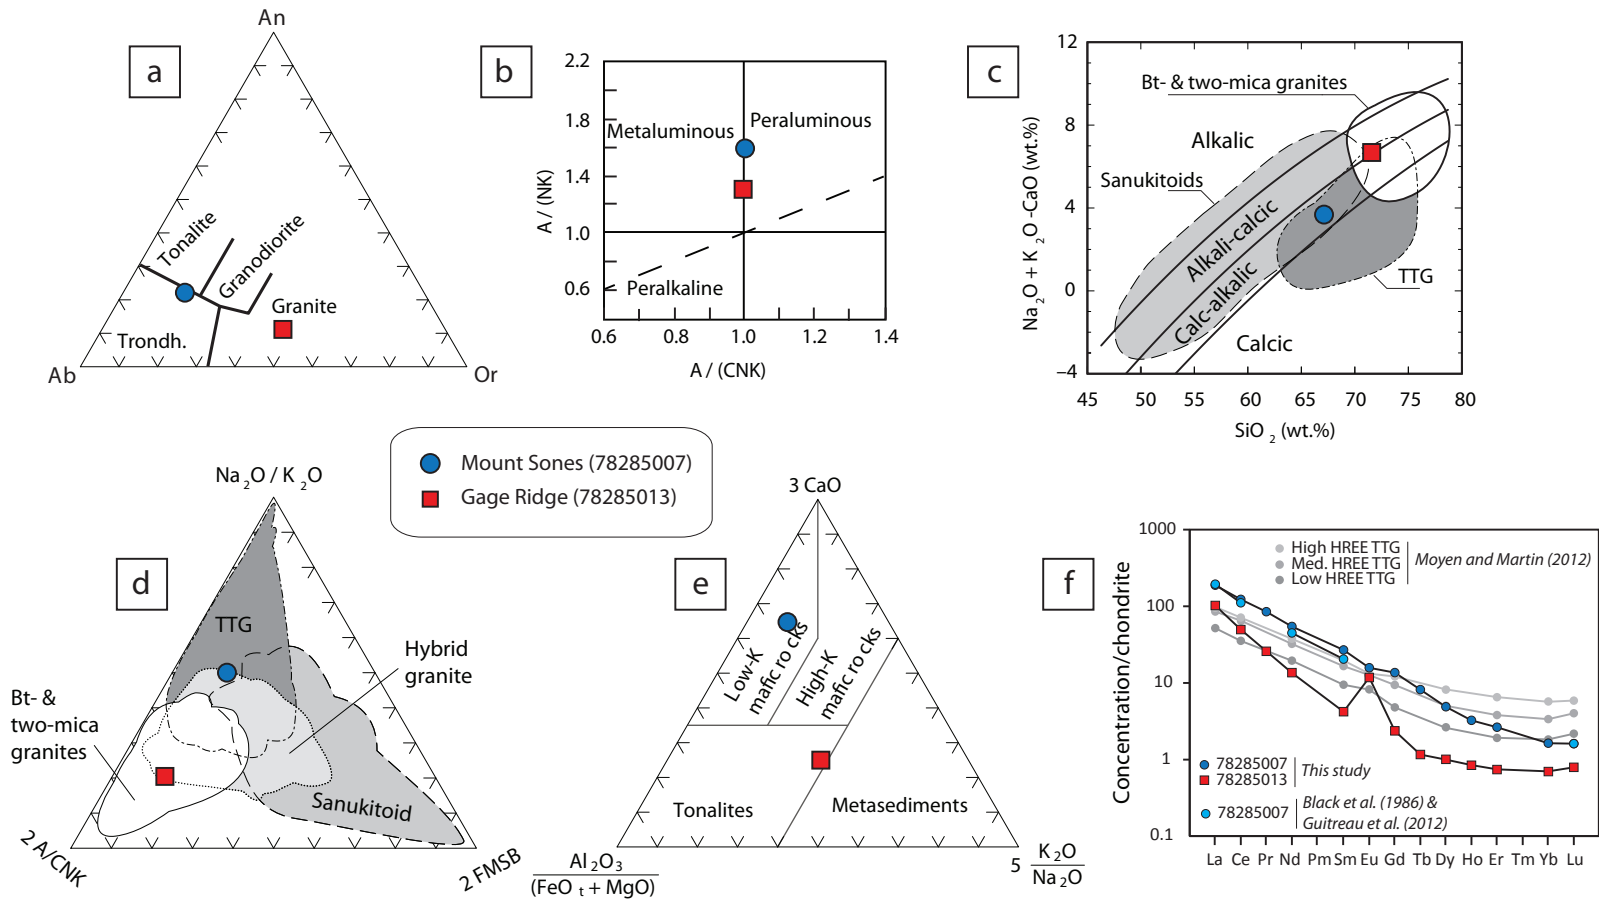 a
An
Tonalite
Granodiorite
Granite
Trondh.
Ab
Or
b
2.2
1.8
1.4
1.0
0.6
A / (NK)
Metaluminous
Peraluminous
Peralkaline
0.6
0.8
1.0
1.2
1.4
A / (CNK)
c
12
8
4
0
−4
Na2O + K2O -CaO (wt.%)
Bt- & two-mica granites
Alkalic
Sanukitoids
Alkali-calcic
Calc-alkalic
TTG
Calcic
45 50 55 60 65 70 75 80
SiO2 (wt.%)
Mount Sones (78285007)
Gage Ridge (78285013)
d
Na2O / K2O
TTG
Hybrid
granite
Bt- &
two-mica
granites
Sanukitoid
2 A/CNK
2 FMSB
e
3 CaO
Low-K
mafic ro cks
High-K
mafic ro cks
Tonalites
Metasediments
Al2O3
(FeOt + MgO)
5 K2O
Na2O
f
1000
100
10
1
0.1
Concentration/chondrite
High HREE TTG
Med. HREE TTG
Low HREE TTG
Moyen and Martin (2012)
78285007
78285013
This study
78285007
Black et al. (1986) &
Guitreau et al. (2012)
La Ce Pr Nd Pm Sm Eu Gd Tb Dy Ho Er Tm Yb Lu